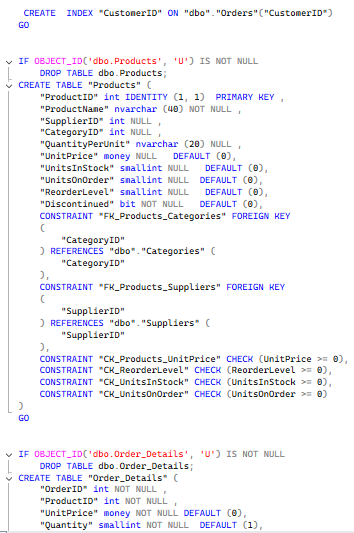 CREATE  INDEX "CustomerID" ON "dbo"."Orders"("CustomerID")
GO
IF OBJECT_ID('dbo.Products', 'U') IS NOT NULL
DROP TABLE dbo.Products;
CREATE TABLE "Products" (
"ProductID" int IDENTITY (1, 1)  PRIMARY KEY ,
"ProductName" nvarchar (40) NOT NULL ,
"SupplierID" int NULL ,
"CategoryID" int NULL ,
"QuantityPerUnit" nvarchar (20) NULL ,
"UnitPrice" money NULL   DEFAULT (0),
"UnitsInStock" smallint NULL   DEFAULT (0),
"UnitsOnOrder" smallint NULL  DEFAULT (0),
"ReorderLevel" smallint NULL  DEFAULT (0),
"Discontinued" bit NOT NULL  DEFAULT (0),
CONSTRAINT "FK_Products_Categories" FOREIGN KEY
(
"CategoryID"
) REFERENCES "dbo"."Categories" (
"CategoryID"
),
CONSTRAINT "FK_Products_Suppliers" FOREIGN KEY
(
"SupplierID"
) REFERENCES "dbo"."Suppliers" (
"SupplierID"
),
CONSTRAINT "CK_Products_UnitPrice" CHECK (UnitPrice >= 0),
CONSTRAINT "CK_ReorderLevel" CHECK (ReorderLevel >= 0),
CONSTRAINT "CK_UnitsInStock" CHECK (UnitsInStock >= 0),
CONSTRAINT "CK_UnitsOnOrder" CHECK (UnitsOnOrder >= 0)
)
GO
IF OBJECT_ID('dbo.Order_Details', 'U') IS NOT NULL
DROP TABLE dbo.Order_Details;
CREATE TABLE "Order_Details" (
"OrderID" int NOT NULL ,
"ProductID" int NOT NULL ,
"UnitPrice" money NOT NULL DEFAULT (0),
"Quantity" smallint NOT NULL  DEFAULT (1),